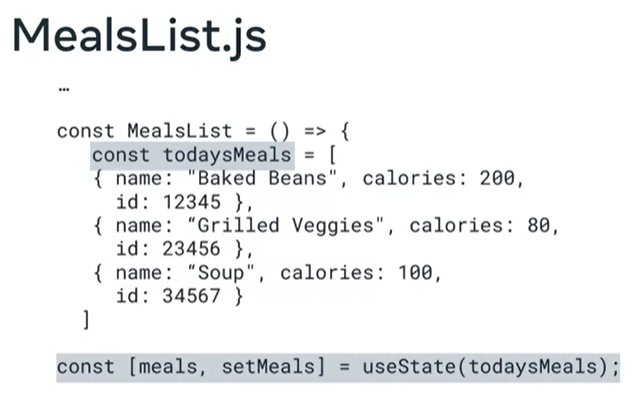 MealsList.js
…
const MealsList = () => {
const todaysMeals = [
{ name: "Baked Beans", calories: 200,
id: 12345 },
{ name: “Grilled Veggies", calories: 80,
id: 23456 },
{ name: “Soup", calories: 100,
id: 34567 }
]
const [meals, setMeals] = useState(todaysMeals);